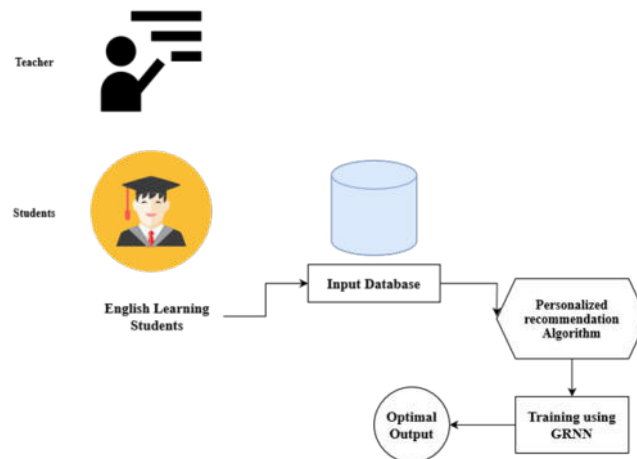 Teacher
Students
English Learning
Students
Input Database
Personalized
recommendation
Algorithm
Training using
GRNN
Optimal
Output